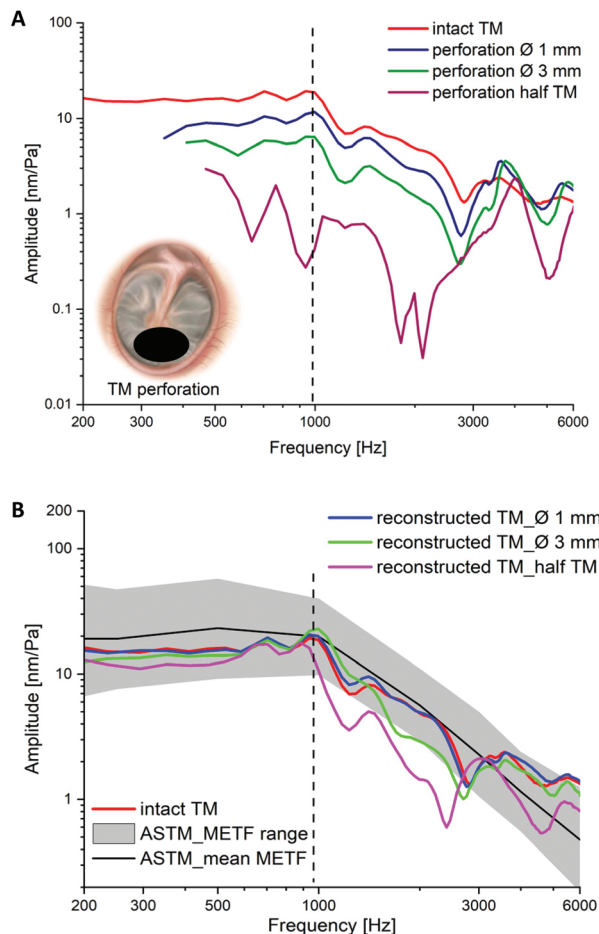 A
100
10
1
0.1
0.01
Amplitude [nm/Pa]
intact TM
perforation Ø 1 mm
perforation Ø 3 mm
perforation half TM
TM perforation
200
300
500
1000
3000
6000
Frequency [Hz]
B
200
100
10
1
Amplitude [nm/Pa]
reconstructed TM_Ø 1 mm
reconstructed TM_Ø 3 mm
reconstructed TM_half TM
intact TM
ASTM_METF range
ASTM_mean METF
200
300
500
1000
3000
6000
Frequency [Hz]